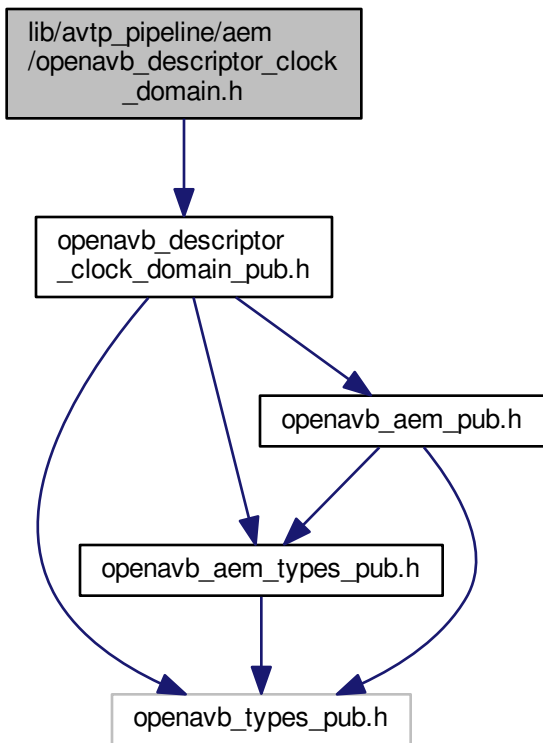 lib/avtp_pipeline/aem
/openavb_descriptor_clock
_domain.h
openavb_descriptor
_clock_domain_pub.h
openavb_aem_pub.h
openavb_aem_types_pub.h
openavb_types_pub.h